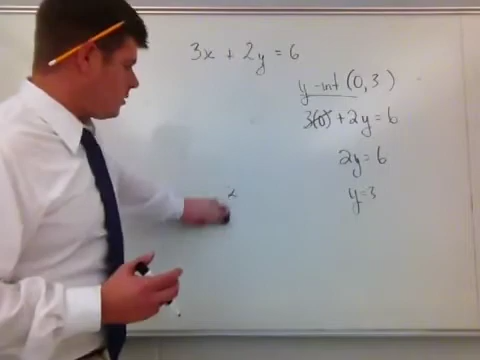 3x + 2y = 6
y-int (0, 3)
3(0) + 2y = 6
2y = 6
y = 3